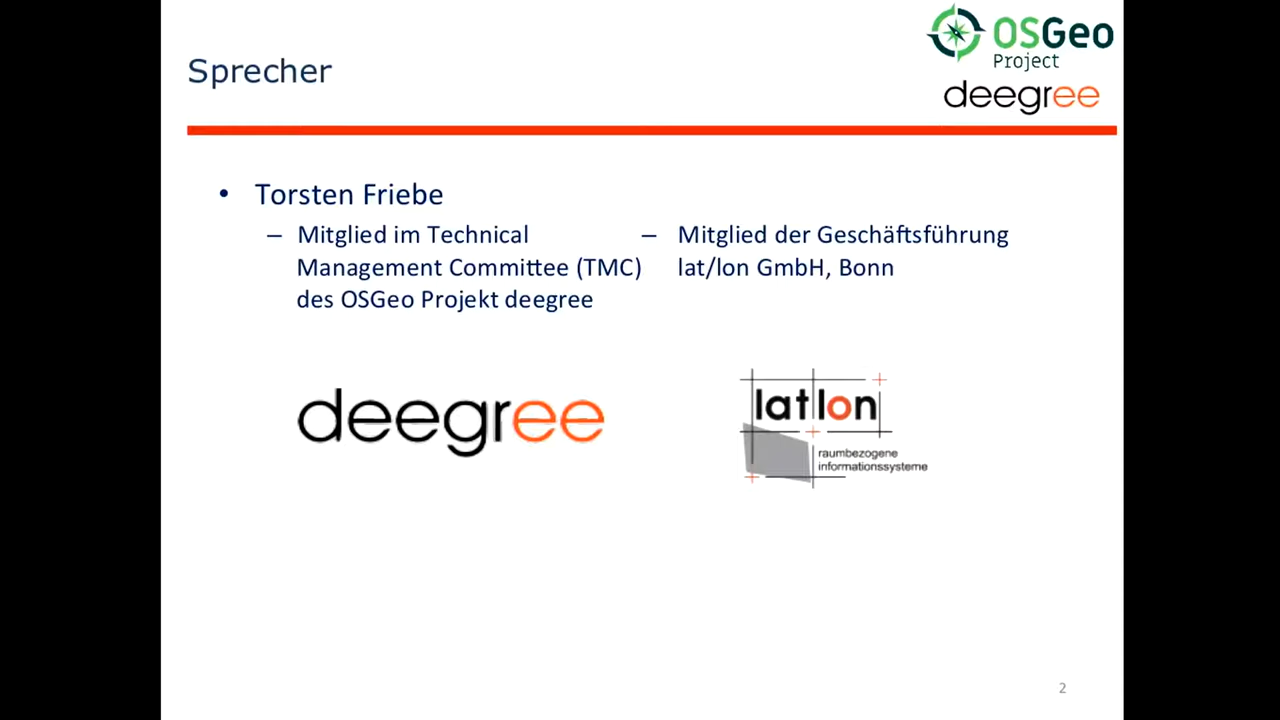 Sprecher
OSGeo
Project
deegree
• Torsten Friebe
– Mitglied im Technical
Management Committee (TMC)
des OSGeo Projekt deegree
– Mitglied der Geschäftsführung
lat/lon GmbH, Bonn
deegree
lat lon
raumbezogene
informationssysteme
2